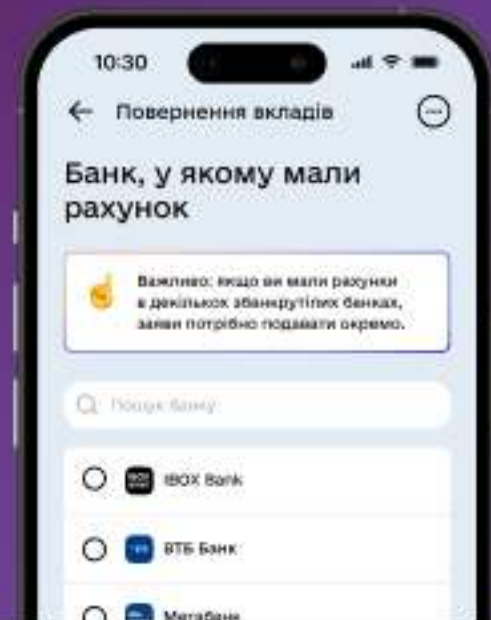 10:30
Повернення вкладів
Банк, у якому мали
рахунок
Важливо: якщо ви мали рахунки
в декількох збанкрутілих банках,
заяви потрібно подавати окремо.
Пошук банку
IBOX Bank
ВТБ Банк
Мегабанк